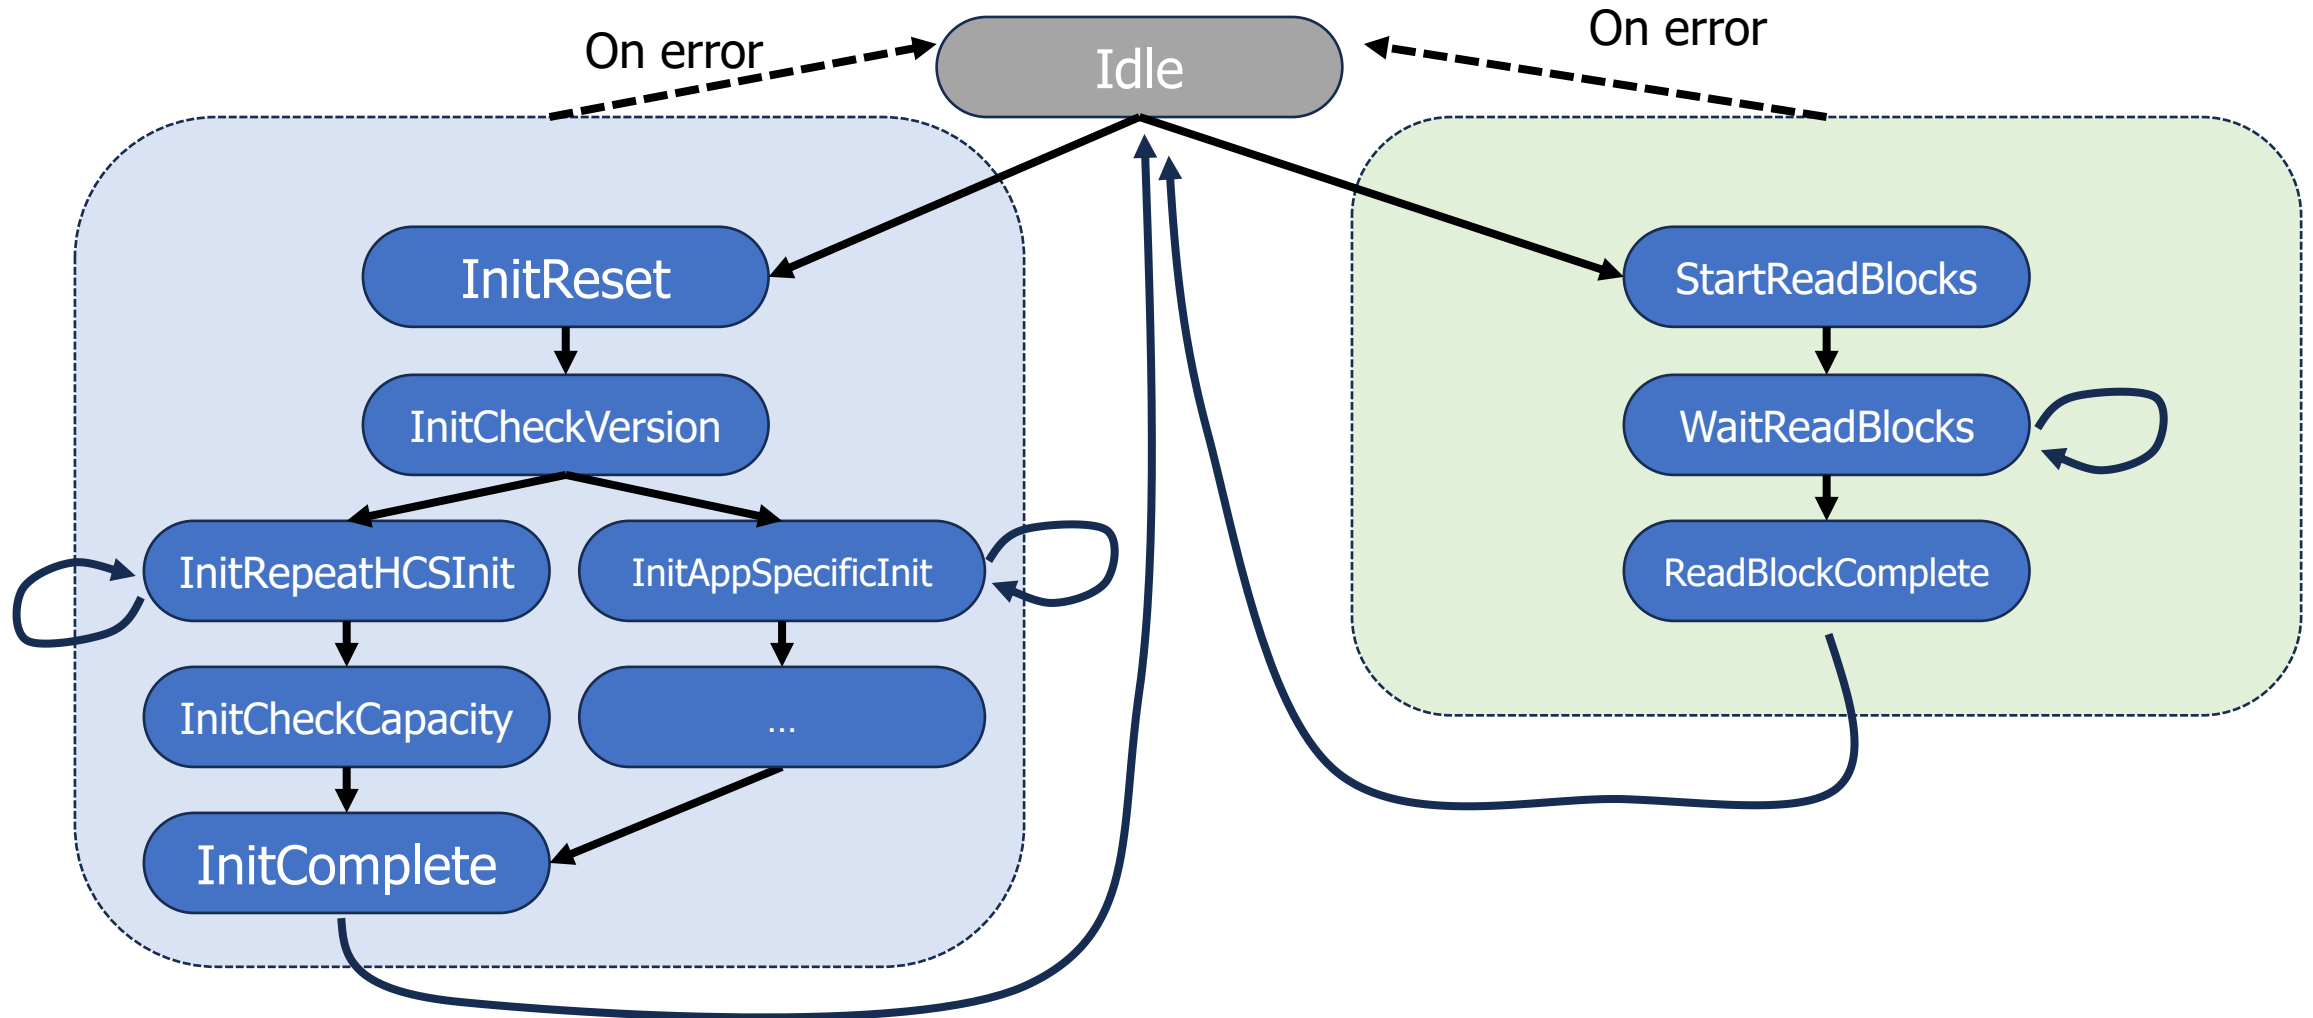 On error
Idle
On error
InitReset
InitCheckVersion
InitRepeatHCSInit
InitAppSpecificInit
InitCheckCapacity
...
InitComplete
StartReadBlocks
WaitReadBlocks
ReadBlockComplete